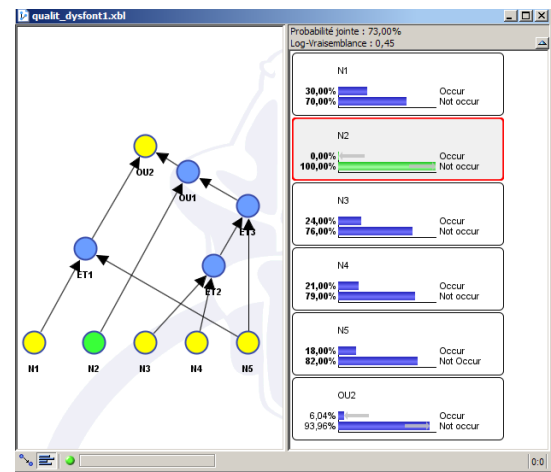 qualit_dysfont1.xbl
Probabilité jointe : 73,00%
Log-Vraisemblance : 0,45
OU2
OU1
ET3
ET1
ET2
N1
N2
N3
N4
N5
N1
30,00% Occur
70,00% Not occur
N2
0,00% Occur
100,00% Not occur
N3
24,00% Occur
76,00% Not occur
N4
21,00% Occur
79,00% Not occur
N5
18,00% Occur
82,00% Not Occur
OU2
6,04% Occur
93,96% Not occur
0:0